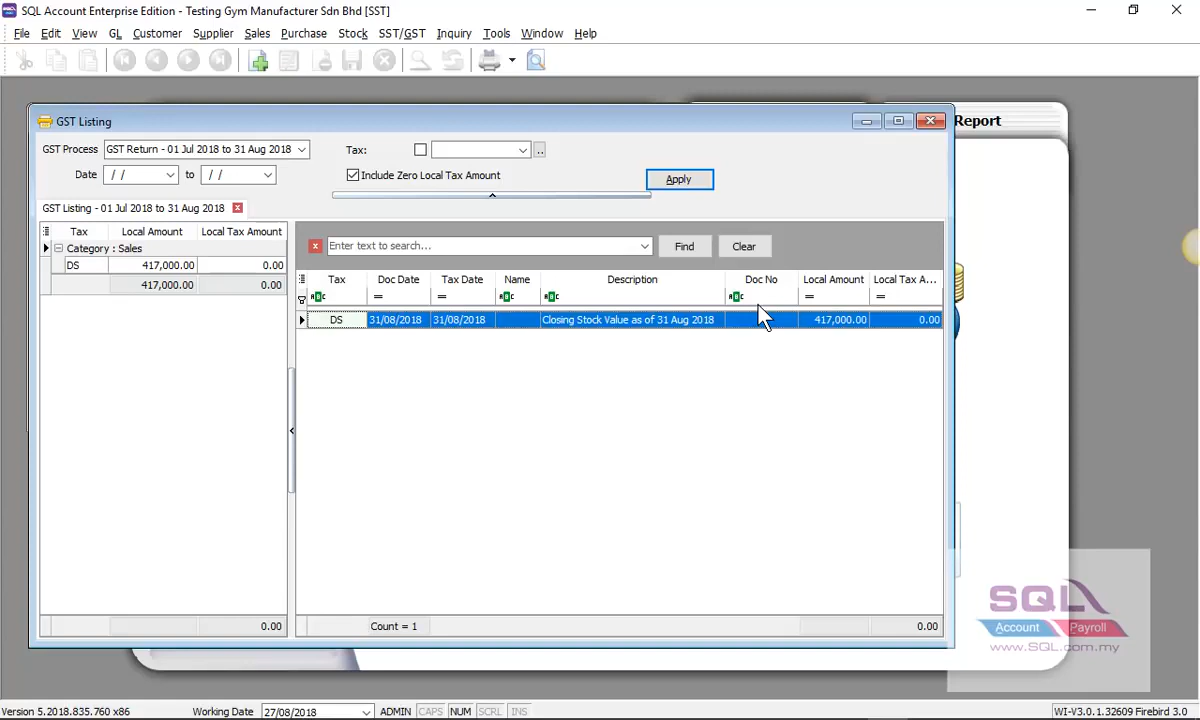 SQL Account Enterprise Edition - Testing Gym Manufacturer Sdn Bhd [SST]
File Edit View GL Customer Supplier Sales Purchase Stock SST/GST Inquiry Tools Window Help
GST Listing
Report
GST Process GST Return - 01 Jul 2018 to 31 Aug 2018 Tax: ..
Date / / to / / Include Zero Local Tax Amount Apply
GST Listing - 01 Jul 2018 to 31 Aug 2018
Tax Local Amount Local Tax Amount
Category : Sales
DS 417,000.00 0.00
417,000.00 0.00
0.00
Enter text to search... Find Clear
Tax Doc Date Tax Date Name Description Doc No Local Amount Local Tax A...
DS 31/08/2018 31/08/2018 Closing Stock Value as of 31 Aug 2018 417,000.00 0.00
Count = 1 0.00
SQL
Account Payroll
www.SQL.com.my
Version 5.2018.835.760 x86 Working Date 27/08/2018 ADMIN CAPS NUM SCRL INS WI-V3.0.1.32609 Firebird 3.0